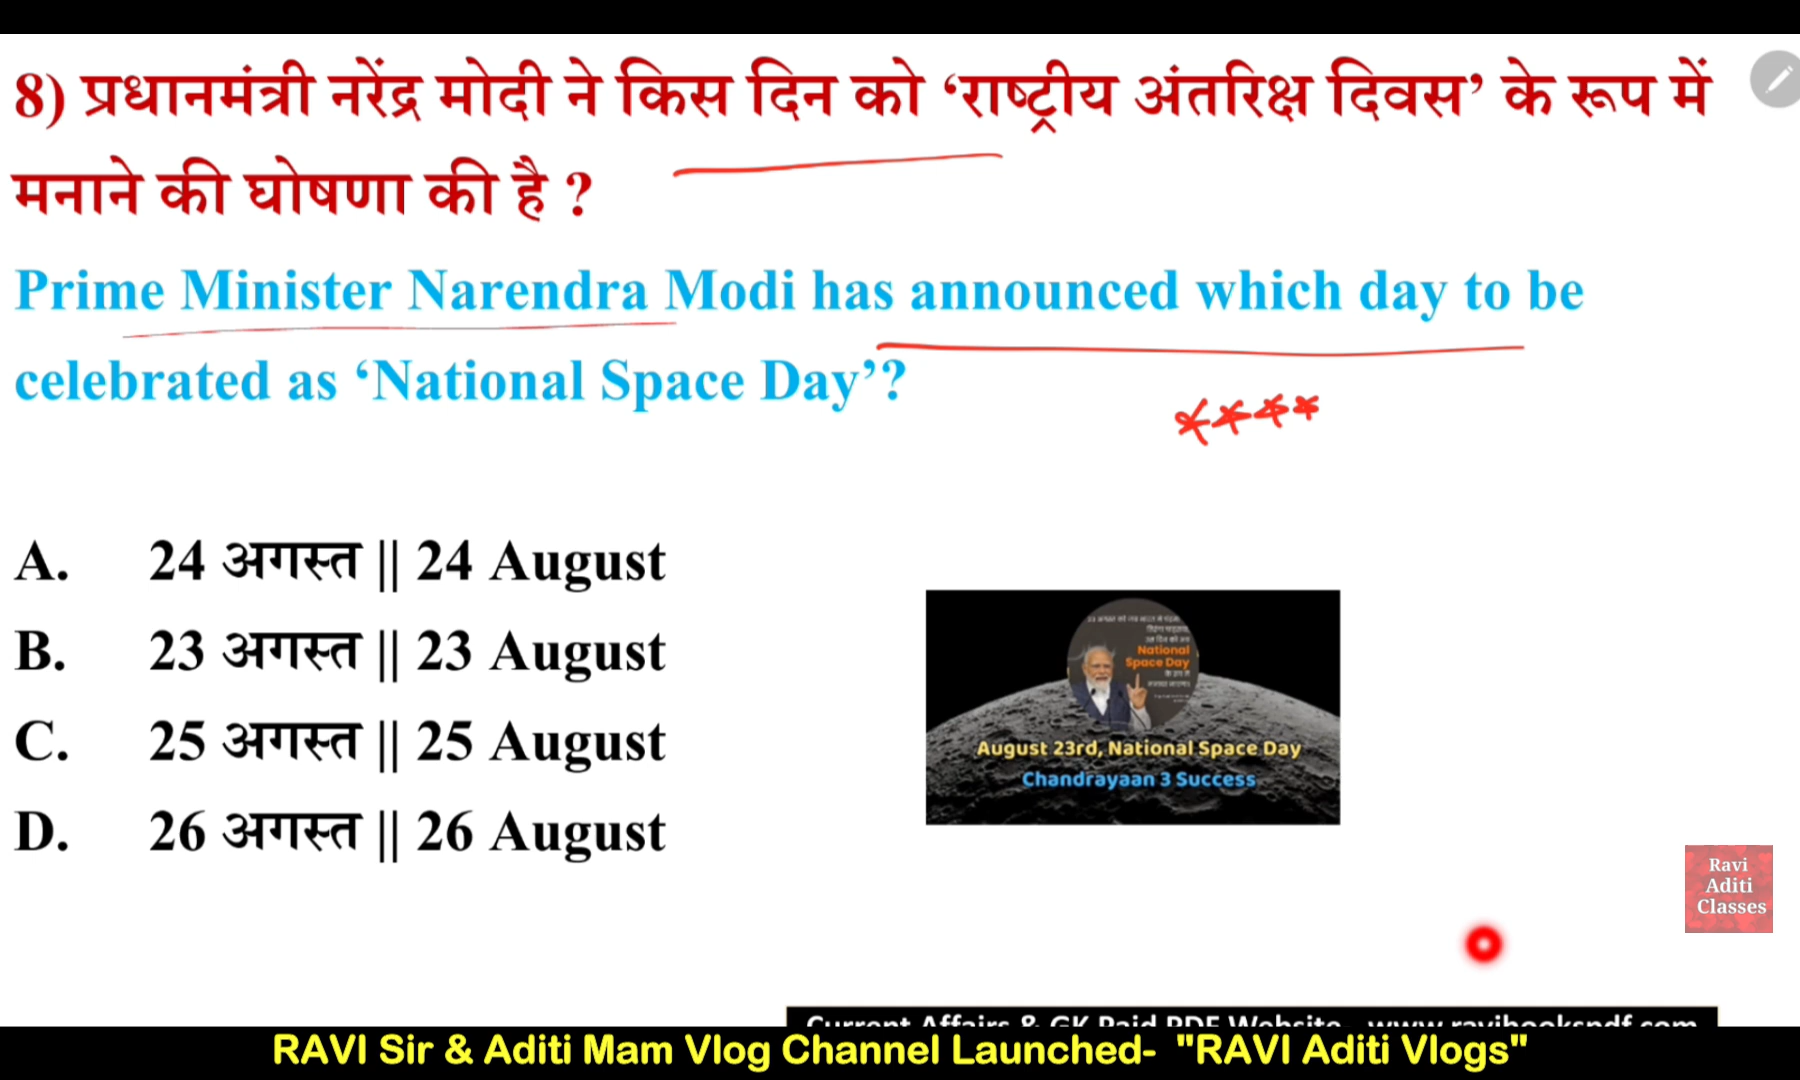 8) प्रधानमंत्री नरेंद्र मोदी ने किस दिन को ‘राष्ट्रीय अंतरिक्ष दिवस’ के रूप में
मनाने की घोषणा की है ?
Prime Minister Narendra Modi has announced which day to be
celebrated as ‘National Space Day’?
****
A. 24 अगस्त || 24 August
B. 23 अगस्त || 23 August
C. 25 अगस्त || 25 August
D. 26 अगस्त || 26 August
National
Space Day
August 23rd, National Space Day
Chandrayaan 3 Success
Ravi
Aditi
Classes
Current Affairs & GK Paid PDF Website - www.ravibookspdf.com
RAVI Sir & Aditi Mam Vlog Channel Launched- "RAVI Aditi Vlogs"